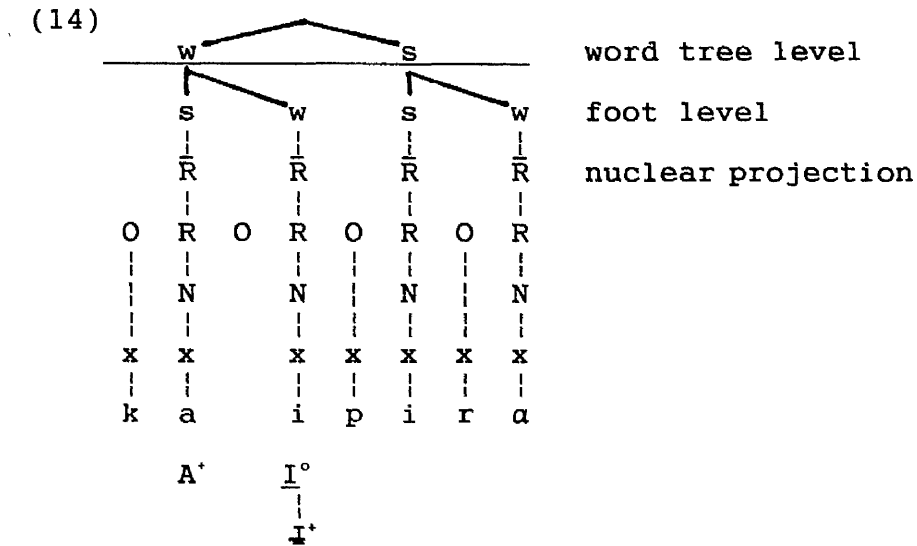 (14)
w s word tree level
s w s w foot level
R̄ R̄ R̄ R̄ nuclear projection
O R O R O R O R
N N N N
x x x x x x x
k a i p i r ɑ
A⁺ I°
I⁺